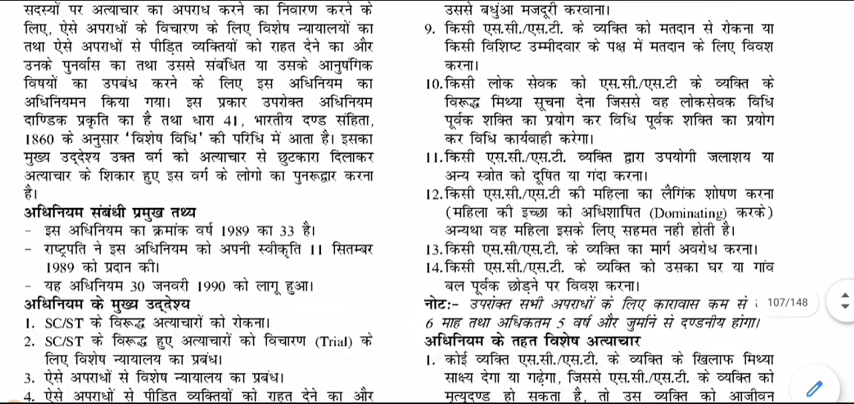 सदस्यों पर अत्याचार का अपराध करने का निवारण करने के
लिए, ऐसे अपराधों के विचारण के लिए विशेष न्यायालयों का
तथा ऐसे अपराधों से पीड़ित व्यक्तियों को राहत देने का और
उनके पुनर्वास का तथा उससे संबंधित या उसके आनुषंगिक
विषयों का उपबंध करने के लिए इस अधिनियम का
अधिनियमन किया गया। इस प्रकार उपरोक्त अधिनियम
दाण्डिक प्रकृति का है तथा धारा 41, भारतीय दण्ड संहिता,
1860 के अनुसार ‘विशेष विधि’ की परिधि में आता है। इसका
मुख्य उद्देश्य उक्त वर्ग को अत्याचार से छुटकारा दिलाकर
अत्याचार के शिकार हुए इस वर्ग के लोगो का पुनरूद्धार करना
है।
अधिनियम संबंधी प्रमुख तथ्य
- इस अधिनियम का क्रमांक वर्ष 1989 का 33 है।
- राष्ट्रपति ने इस अधिनियम को अपनी स्वीकृति 11 सितम्बर
1989 को प्रदान की।
- यह अधिनियम 30 जनवरी 1990 को लागू हुआ।
अधिनियम के मुख्य उद्देश्य
1. SC/ST के विरूद्ध अत्याचारों को रोकना।
2. SC/ST के विरूद्ध हुए अत्याचारों को विचारण (Trial) के
लिए विशेष न्यायालय का प्रबंध।
3. ऐसे अपराधों से विशेष न्यायालय का प्रबंध।
4. ऐसे अपराधों से पीड़ित व्यक्तियों को राहत देने का और
उससे बधुंआ मजदूरी करवाना।
9. किसी एस.सी./एस.टी. के व्यक्ति को मतदान से रोकना या
किसी विशिष्ट उम्मीदवार के पक्ष में मतदान के लिए विवश
करना।
10.किसी लोक सेवक को एस.सी./एस.टी के व्यक्ति के
विरूद्ध मिथ्या सूचना देना जिससे वह लोकसेवक विधि
पूर्वक शक्ति का प्रयोग कर विधि पूर्वक शक्ति का प्रयोग
कर विधि कार्यवाही करेगा।
11.किसी एस.सी./एस.टी. व्यक्ति द्वारा उपयोगी जलाशय या
अन्य स्त्रोत को दूषित या गंदा करना।
12.किसी एस.सी./एस.टी की महिला का लैगिंक शोषण करना
(महिला की इच्छा को अधिशाषित (Dominating) करके)
अन्यथा वह महिला इसके लिए सहमत नही होती है।
13.किसी एस.सी/एस.टी. के व्यक्ति का मार्ग अवरोध करना।
14.किसी एस.सी./एस.टी. के व्यक्ति को उसका घर या गांव
बल पूर्वक छोड़ने पर विवश करना।
नोट:- उपरोक्त सभी अपराधों के लिए कारावास कम से
107/148
6 माह तथा अधिकतम 5 वर्ष और जुर्माने से दण्डनीय होगा।
अधिनियम के तहत विशेष अत्याचार
1. कोई व्यक्ति एस.सी./एस.टी. के व्यक्ति के खिलाफ मिथ्या
साक्ष्य देगा या गढ़ेगा, जिससे एस.सी./एस.टी. के व्यक्ति को
मृत्युदण्ड हो सकता है, तो उस व्यक्ति को आजीवन